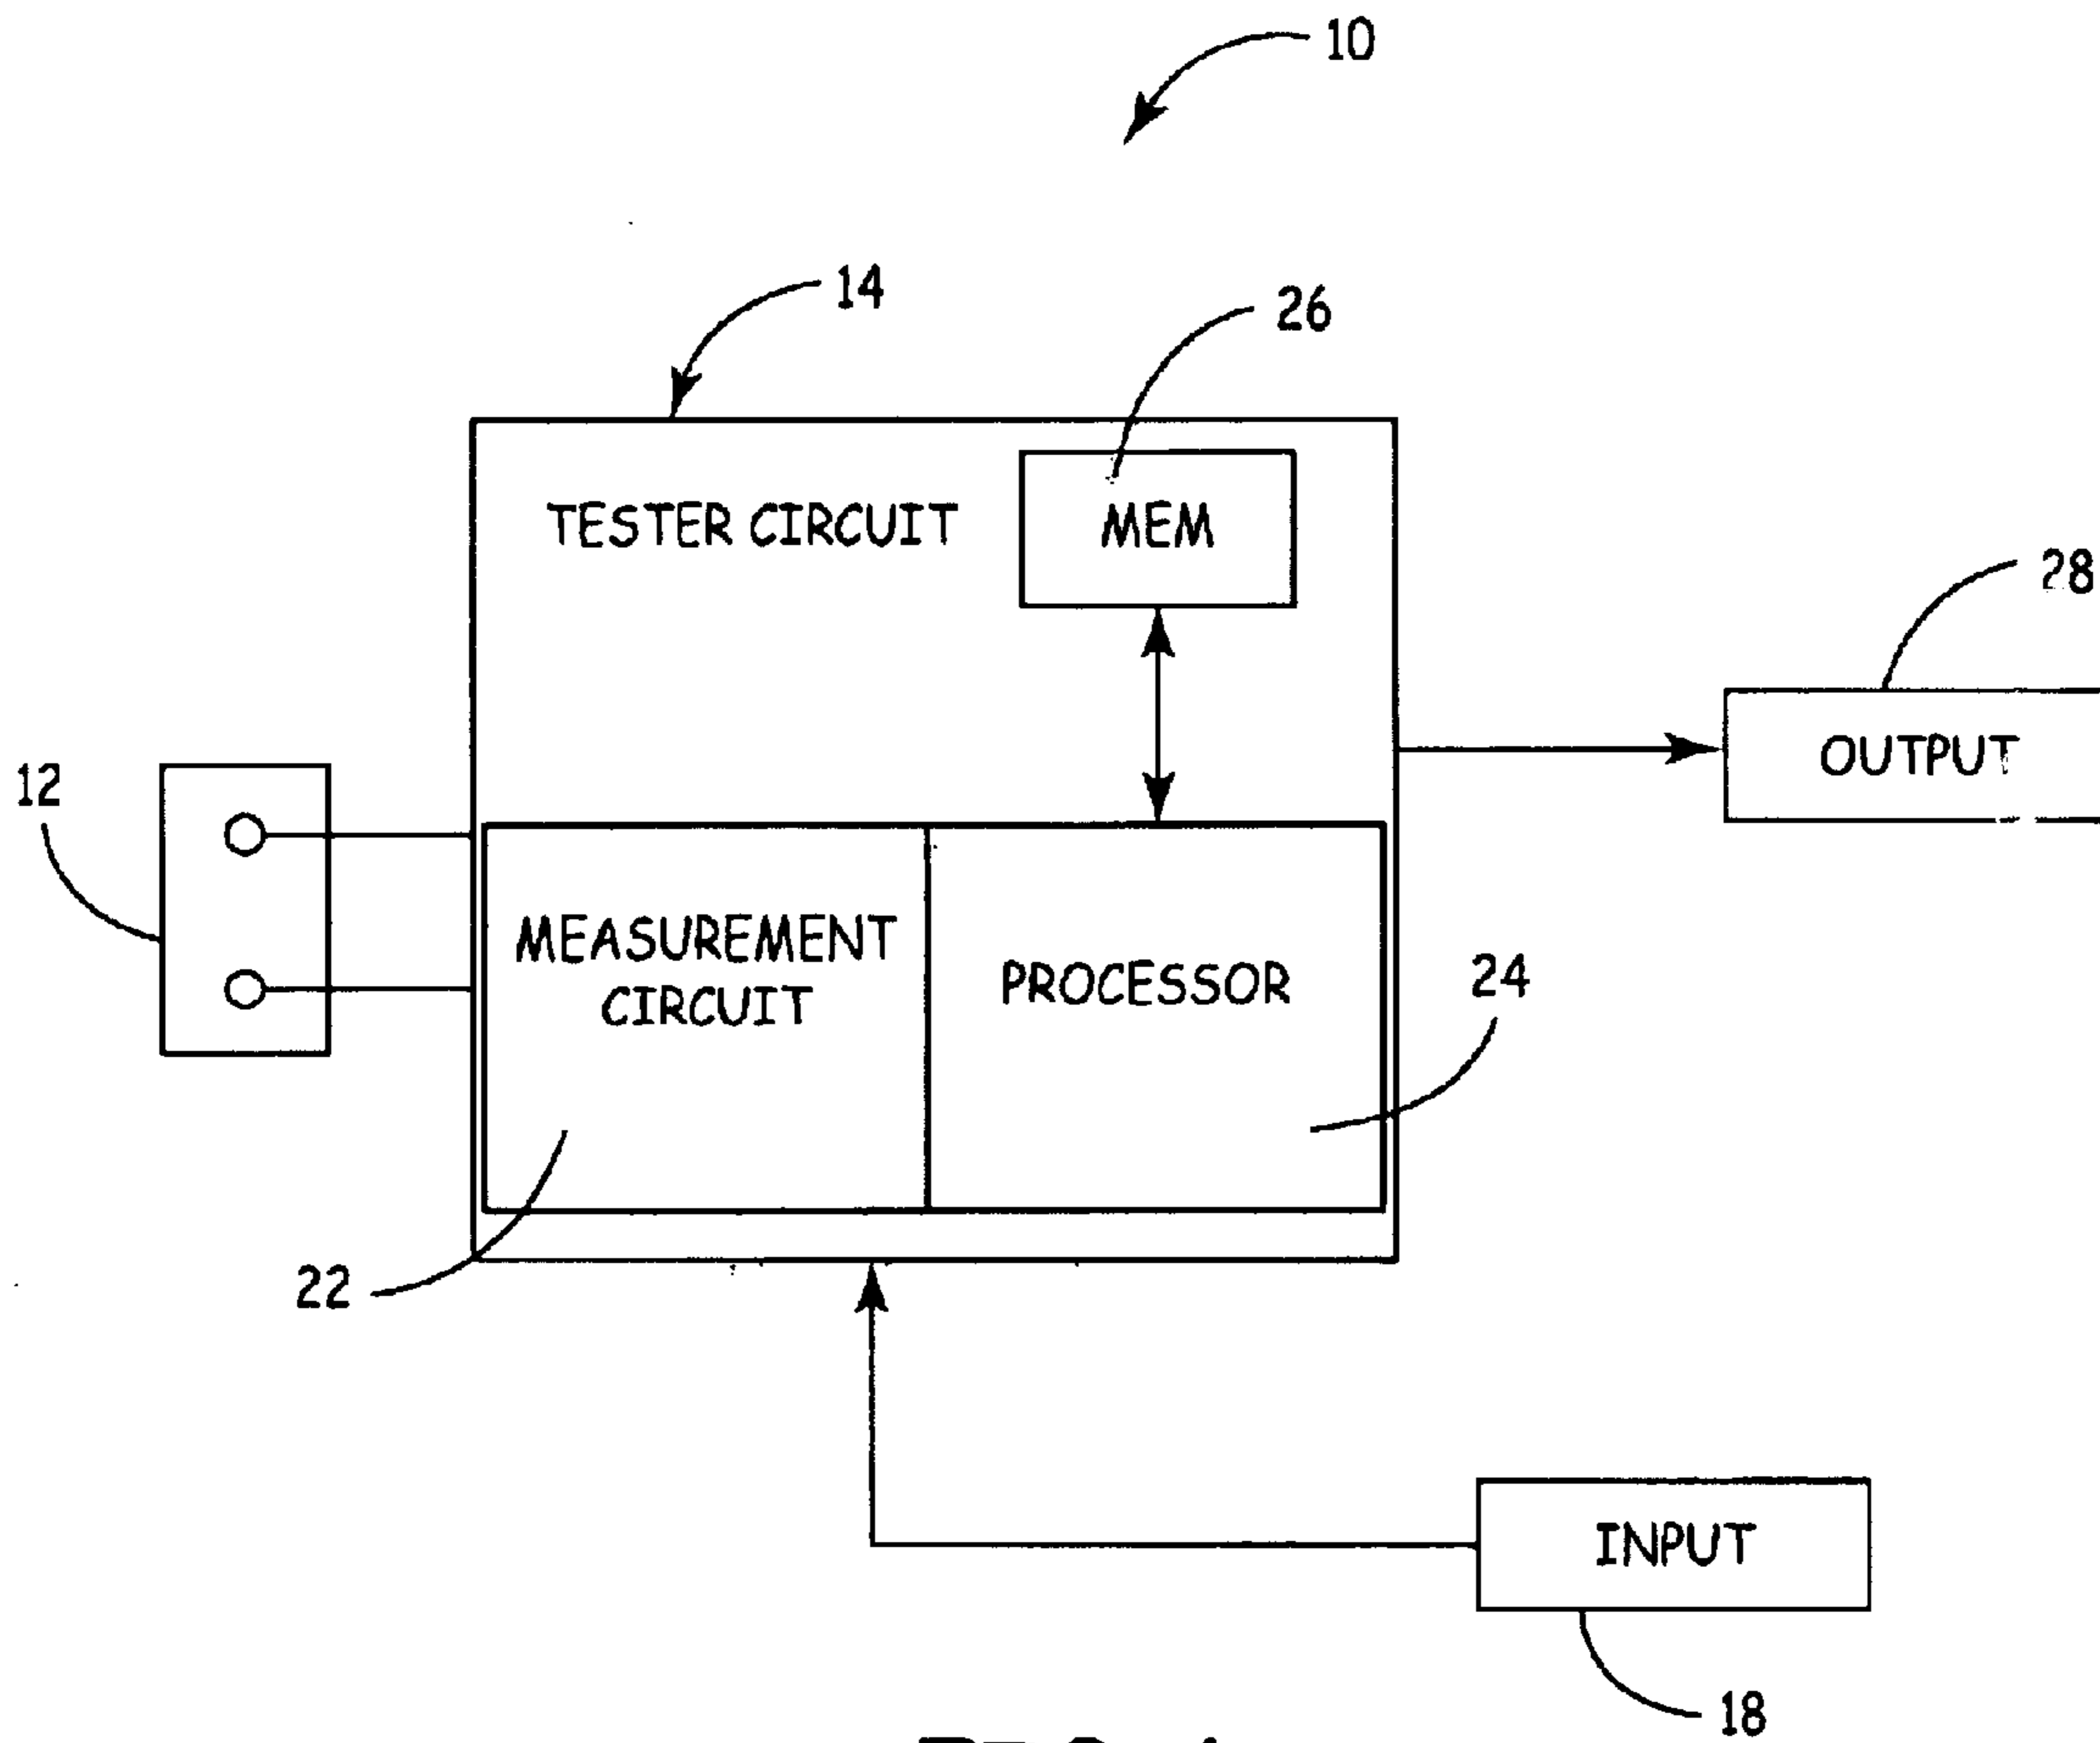 10
14
26
TESTER CIRCUIT
MEM
28
OUTPUT
12
MEASUREMENT
CIRCUIT
PROCESSOR
24
22
INPUT
18